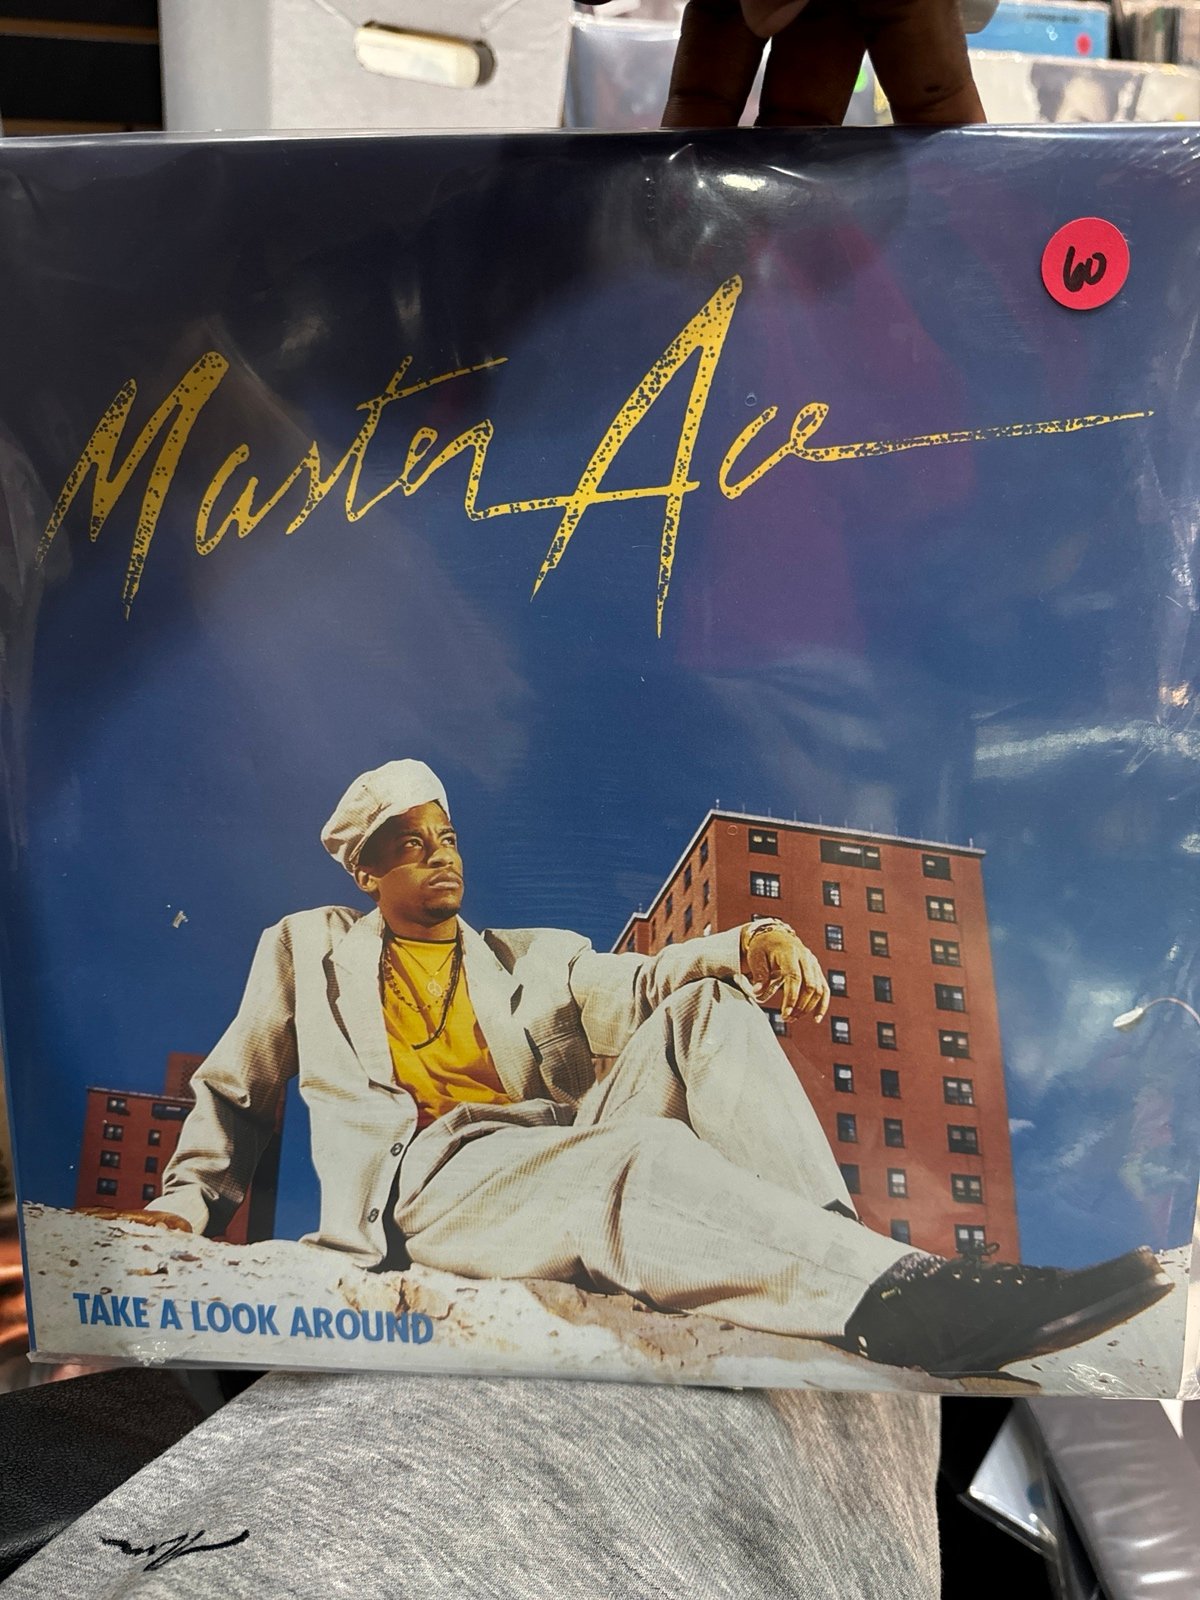 60
Master Ace
TAKE A LOOK AROUND